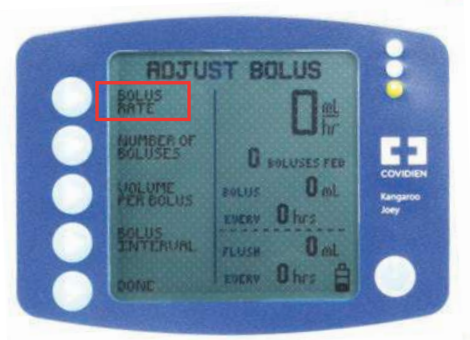 ADJUST BOLUS
BOLUS
RATE
0 mL
hr
NUMBER OF
BOLUSES
0 BOLUSES FED
VOLUME
PER BOLUS
BOLUS 0 mL
EVERY 0 hrs
BOLUS
INTERVAL
FLUSH 0 mL
EVERY 0 hrs
DONE
COVIDIEN
Kangaroo
Joey